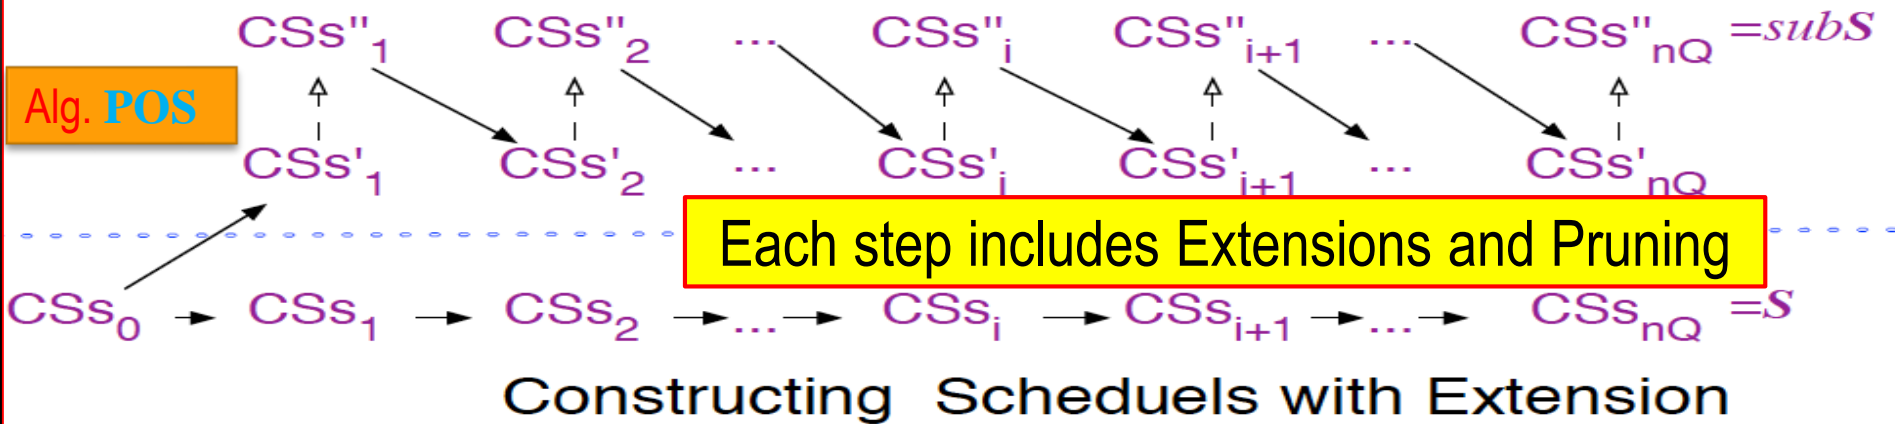 CSs''1 CSs''2 ... CSs''i CSs''i+1 ... CSs''nQ =subS
Alg. POS
CSs'1 CSs'2 ... CSs'i CSs'i+1 ... CSs'nQ
Each step includes Extensions and Pruning
CSs0 CSs1 CSs2 ... CSsi CSsi+1 ... CSsnQ =S
Constructing Scheduels with Extension